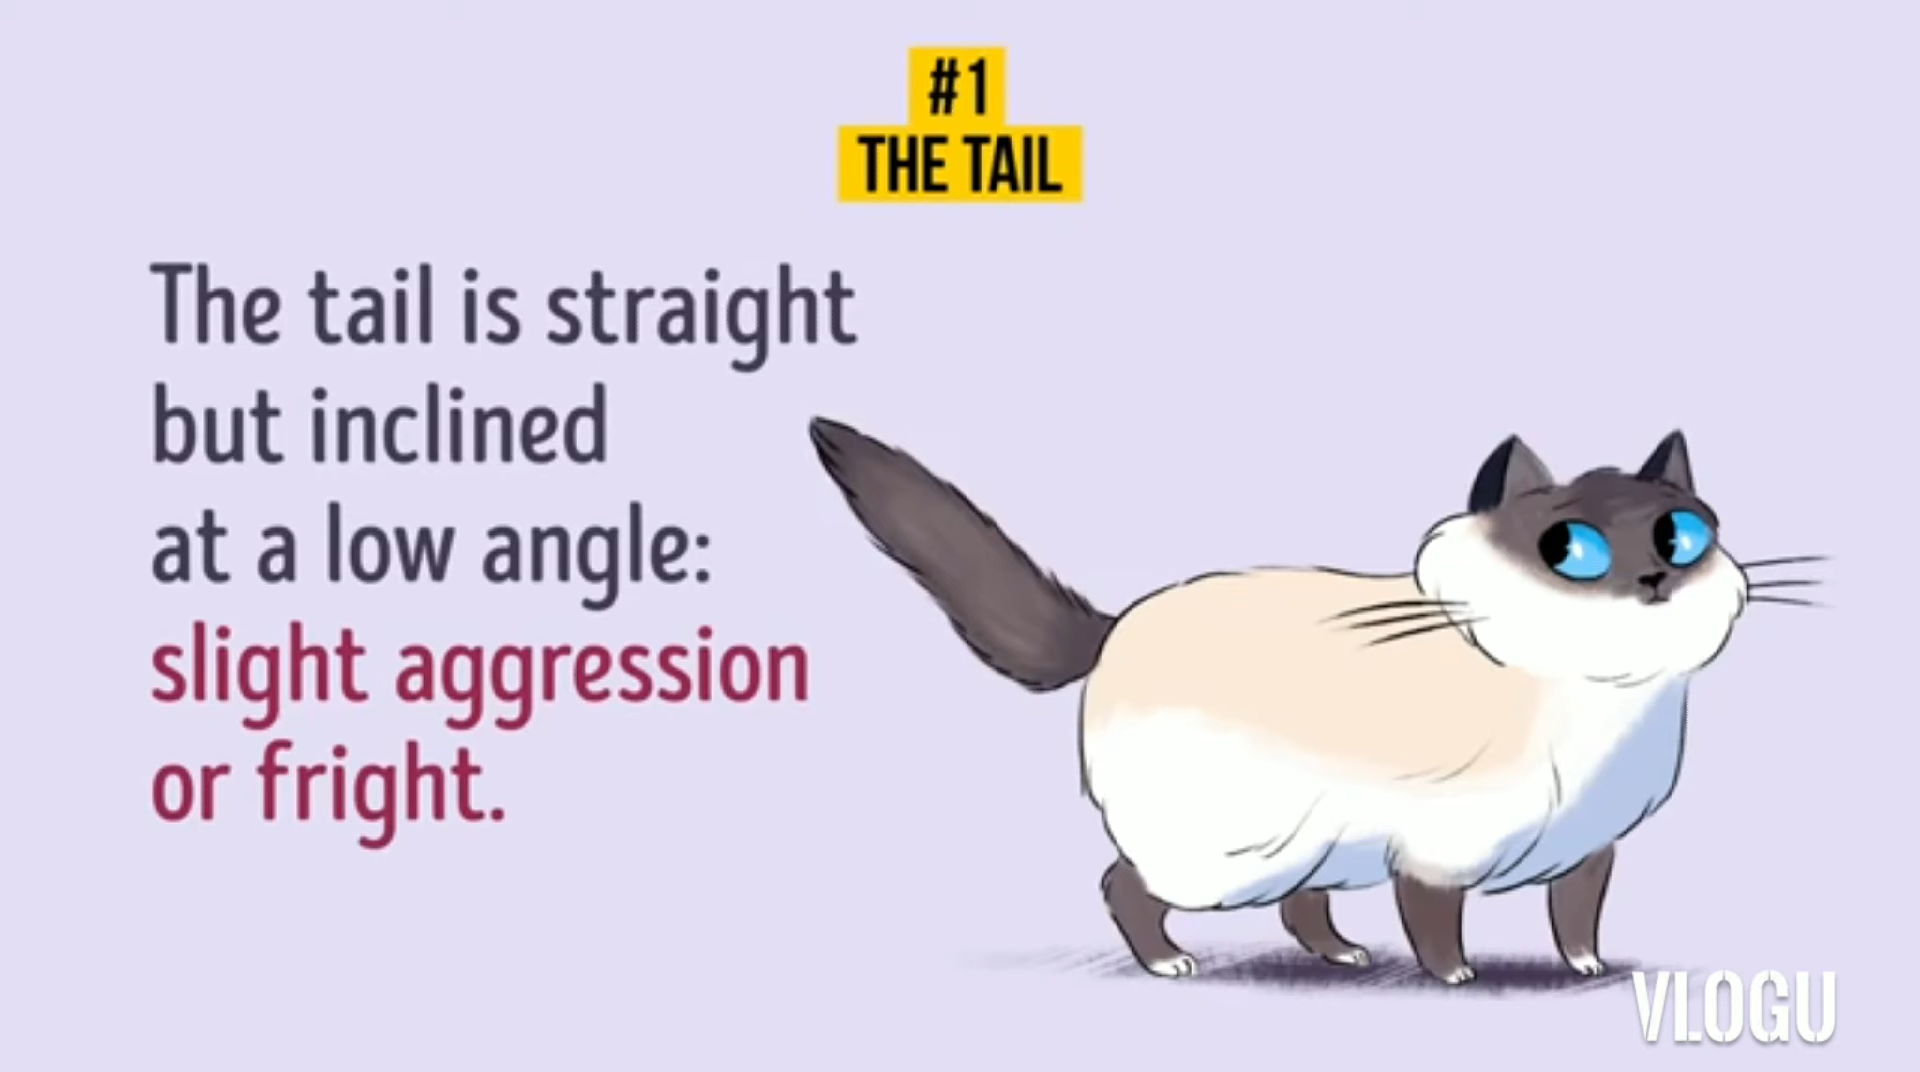 #1
THE TAIL
The tail is straight
but inclined
at a low angle:
slight aggression
or fright.
VLOGU